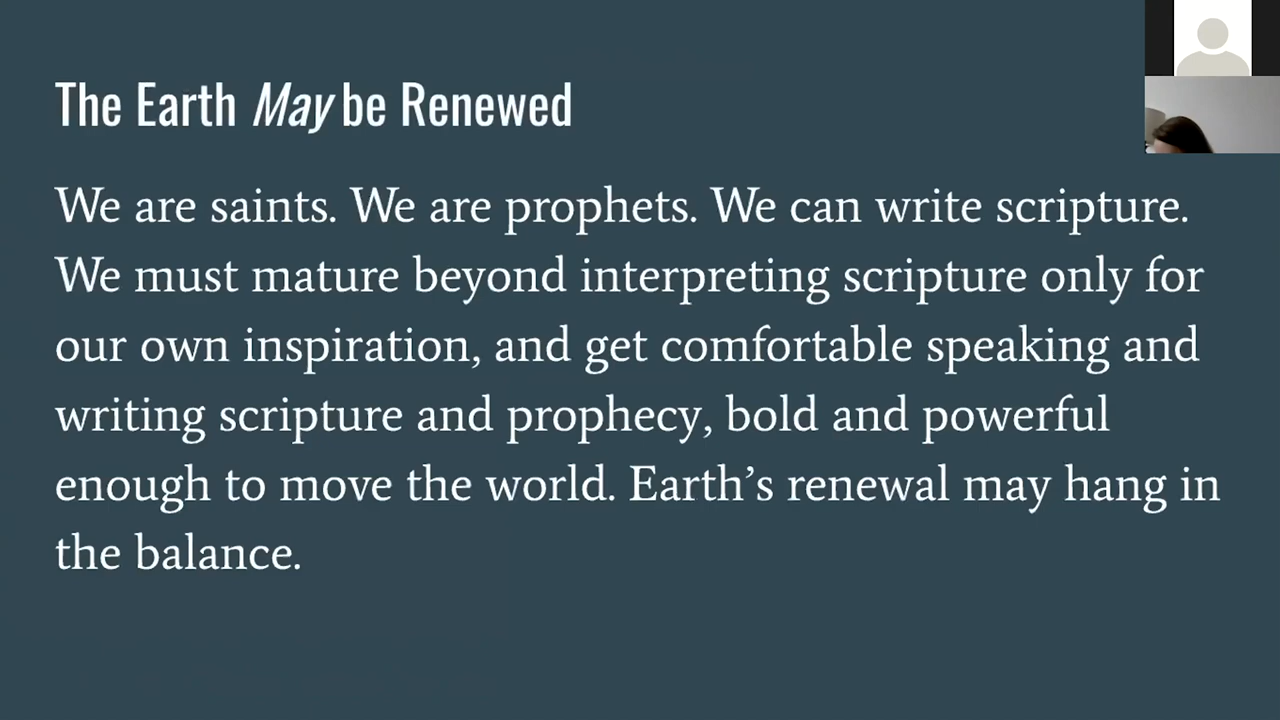 The Earth May be Renewed
We are saints. We are prophets. We can write scripture.
We must mature beyond interpreting scripture only for
our own inspiration, and get comfortable speaking and
writing scripture and prophecy, bold and powerful
enough to move the world. Earth’s renewal may hang in
the balance.